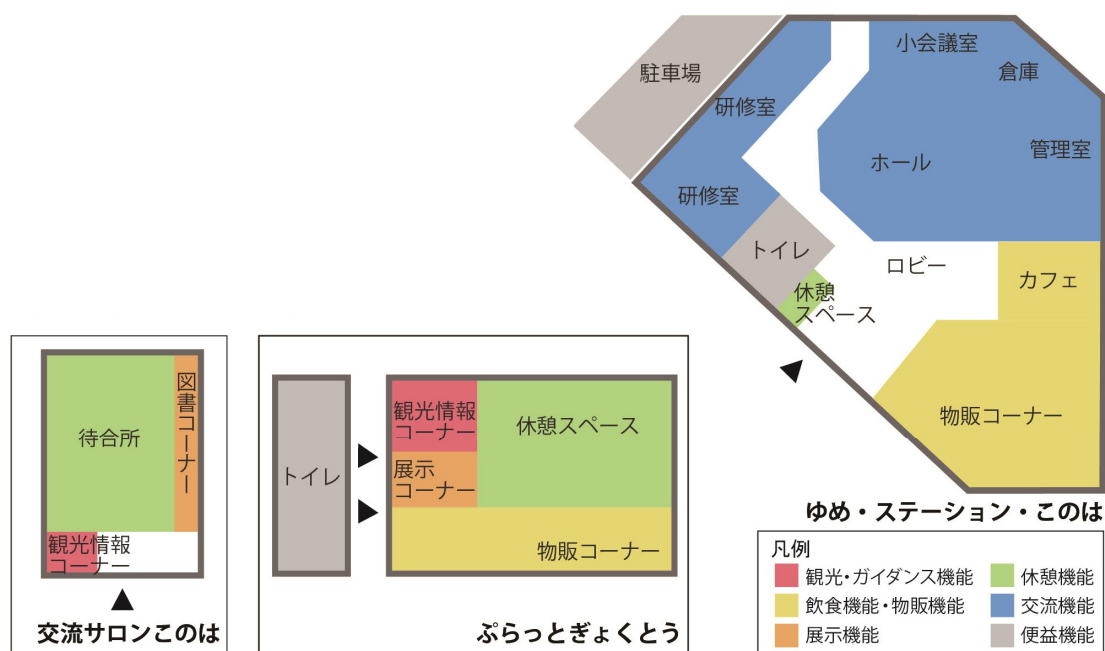 駐車場
研修室
小会議室
倉庫
管理室
ホール
研修室
トイレ
休憩
スペース
ロビー
カフェ
物販コーナー
ゆめ・ステーション・このは
待合所
図書コーナー
観光情報
コーナー
交流サロンこのは
トイレ
観光情報
コーナー
展示
コーナー
休憩スペース
物販コーナー
ぷらっとぎょくとう
凡例
観光・ガイダンス機能
飲食機能・物販機能
展示機能
休憩機能
交流機能
便益機能